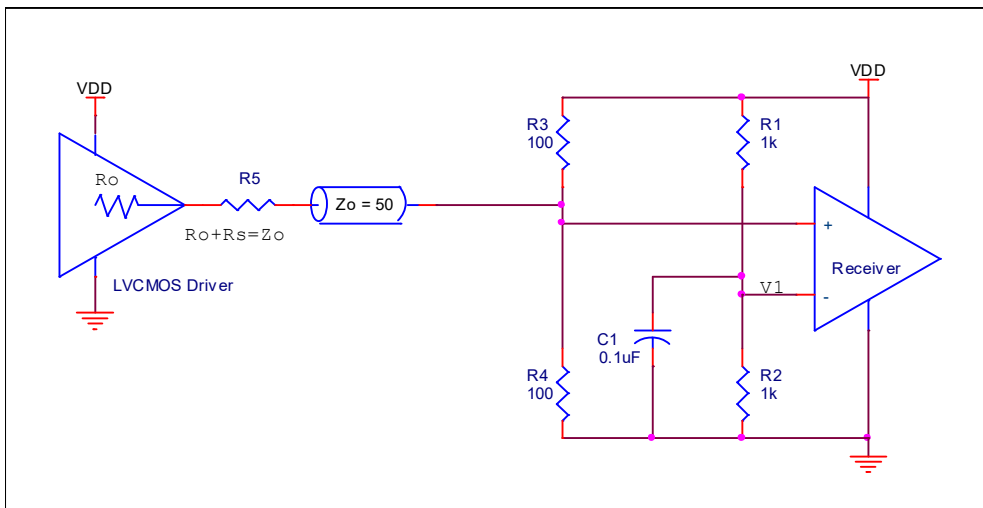 VDD
VDD
R3
100
R1
1k
Ro
R5
Zo = 50
Ro+Rs=Zo
+
Receiver
V1
-
LVCMOS Driver
C1
0.1uF
R4
100
R2
1k